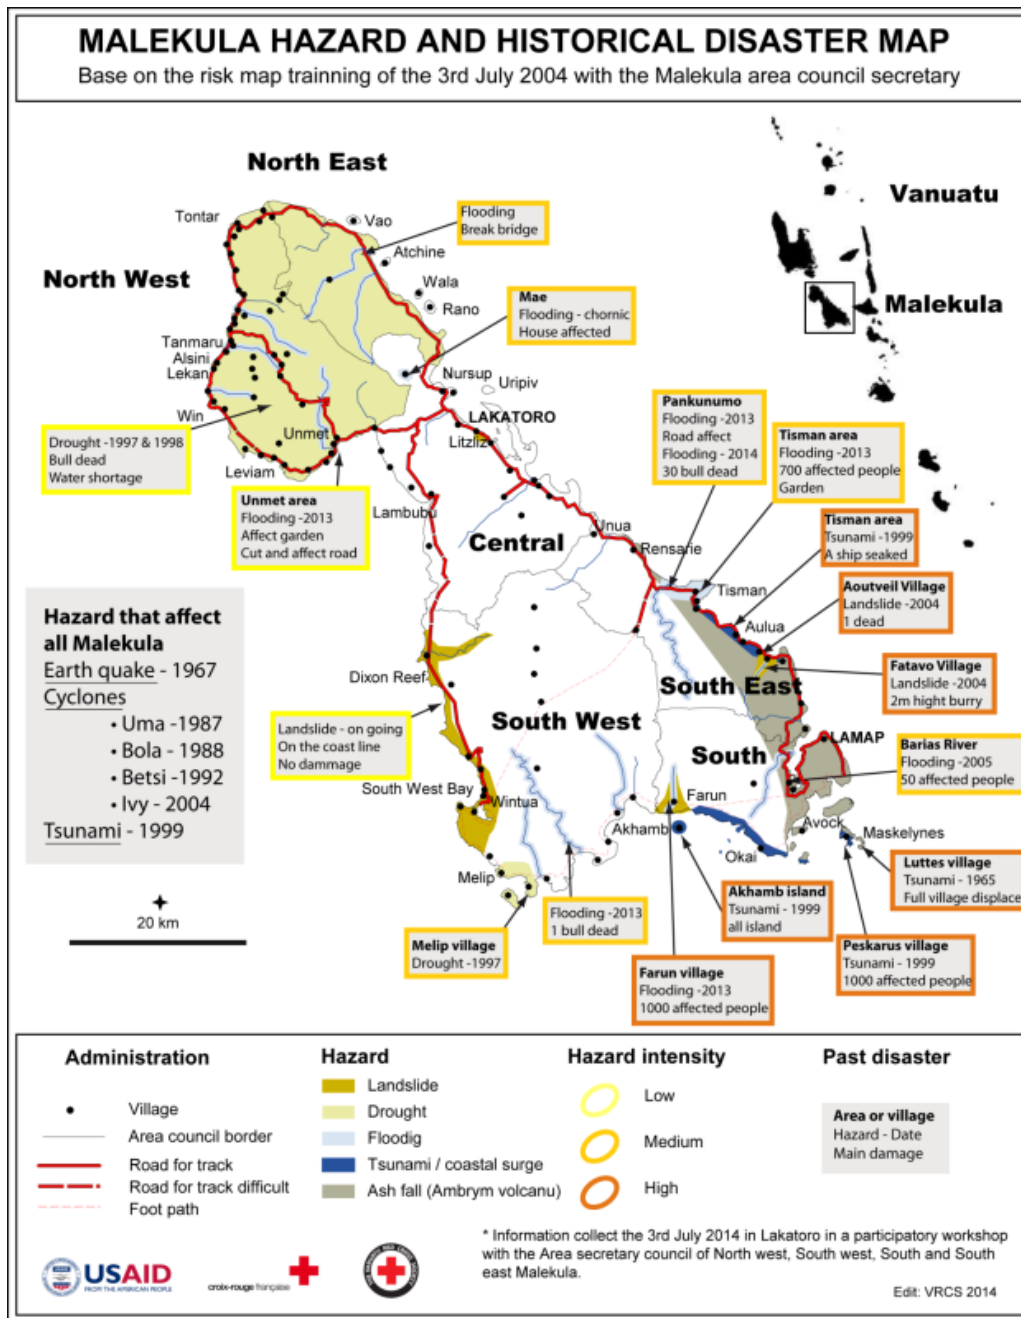 MALEKULA HAZARD AND HISTORICAL DISASTER MAP
Base on the risk map trainning of the 3rd July 2004 with the Malekula area council secretary
North East
Vanuatu
Malekula
North West
Tontar
Vao
Atchine
Wala
Rano
Flooding
Break bridge
Mae
Flooding - chornic
House affected
Tanmaru
Alsini
Lekan
Win
Nursup
Uripiv
LAKATORO
Litzliz
Unmet
Leviam
Drought -1997 & 1998
Bull dead
Water shortage
Unmet area
Flooding -2013
Affect garden
Cut and affect road
Lambubu
Central
Unua
Rensarie
Pankunumo
Flooding -2013
Road affect
Flooding - 2014
30 bull dead
Tisman area
Flooding -2013
700 affected people
Garden
Tisman area
Tsunami -1999
A ship seaked
Tisman
Aulua
Aoutveil Village
Landslide -2004
1 dead
Fatavo Village
Landslide -2004
2m hight burry
Hazard that affect
all Malekula
Earth quake - 1967
Cyclones
• Uma -1987
• Bola - 1988
• Betsi -1992
• Ivy - 2004
Tsunami - 1999
20 km
Dixon Reef
South East
South West
South
LAMAP
Landslide - on going
On the coast line
No dammage
Barias River
Flooding -2005
50 affected people
South West Bay
Wintua
Farun
Akhamb
Avock
Maskelynes
Okai
Melip
Luttes village
Tsunami - 1965
Full village displace
Akhamb island
Tsunami - 1999
all island
Flooding -2013
1 bull dead
Melip village
Drought -1997
Peskarus village
Tsunami - 1999
1000 affected people
Farun village
Flooding -2013
1000 affected people
Administration
Village
Area council border
Road for track
Road for track difficult
Foot path
Hazard
Landslide
Drought
Floodig
Tsunami / coastal surge
Ash fall (Ambrym volcanu)
Hazard intensity
Low
Medium
High
Past disaster
Area or village
Hazard - Date
Main damage
* Information collect the 3rd July 2014 in Lakatoro in a participatory workshop
with the Area secretary council of North west, South west, South and South
east Malekula.
Edit: VRCS 2014
USAID
FROM THE AMERICAN PEOPLE
croix-rouge française